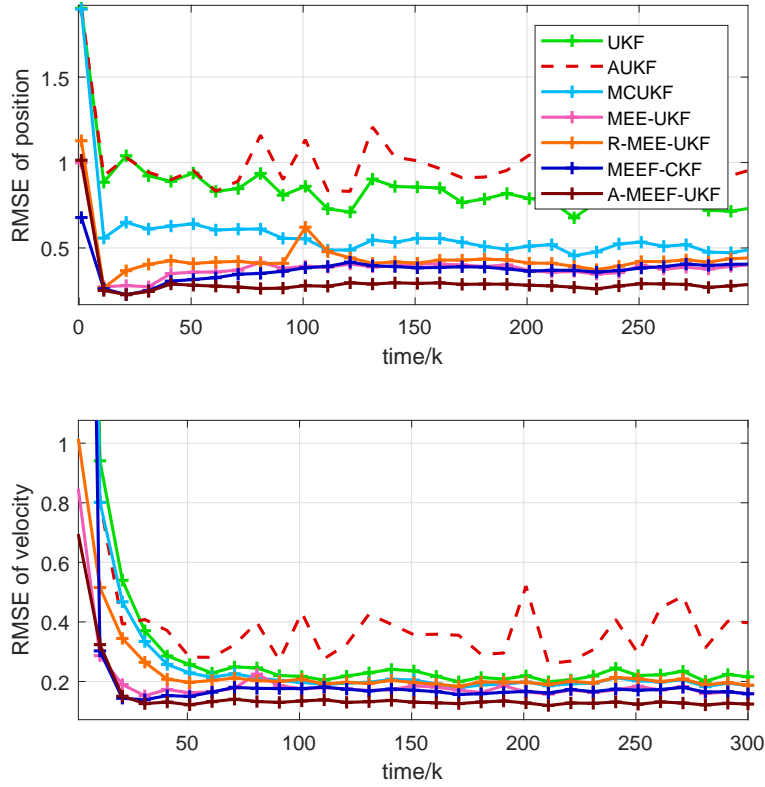 RMSE of position
1.5
1
0.5
0
50
100
150
200
250
time/k
UKF
AUKF
MCUKF
MEE-UKF
R-MEE-UKF
MEEF-CKF
A-MEEF-UKF
RMSE of velocity
1
0.8
0.6
0.4
0.2
50
100
150
200
250
300
time/k